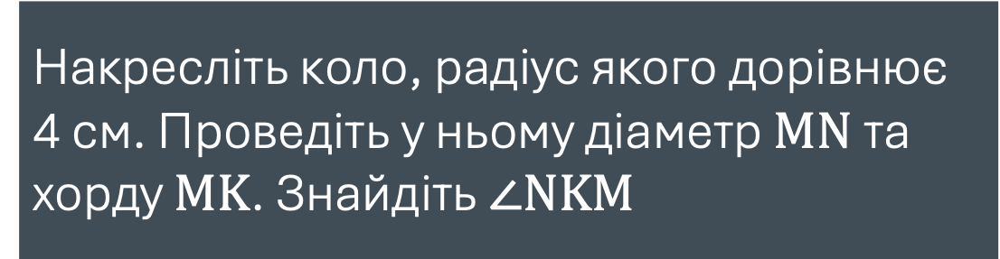 Накресліть коло, радіус якого дорівнює
4 см. Проведіть у ньому діаметр MN та
хорду MK. Знайдіть ∠NKM